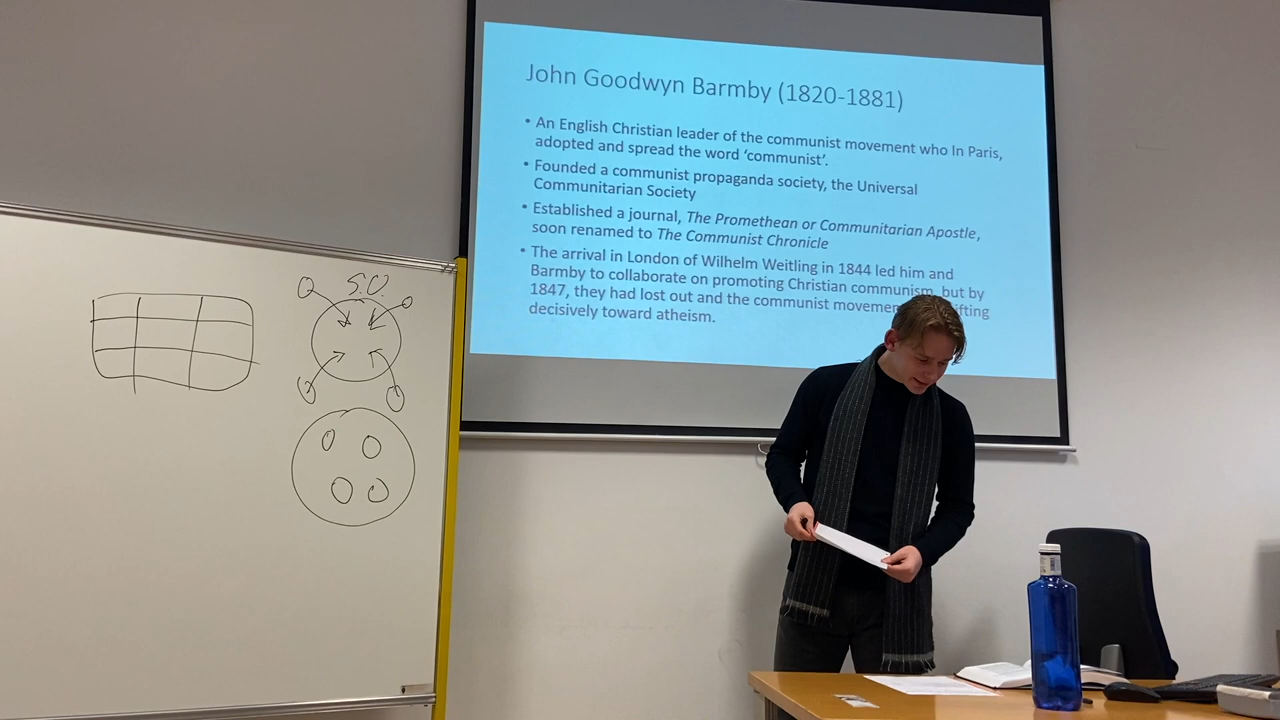 S.U.
John Goodwyn Barmby (1820-1881)
• An English Christian leader of the communist movement who In Paris,
adopted and spread the word ‘communist’.
• Founded a communist propaganda society, the Universal
Communitarian Society
• Established a journal, The Promethean or Communitarian Apostle,
soon renamed to The Communist Chronicle
• The arrival in London of Wilhelm Weitling in 1844 led him and
Barmby to collaborate on promoting Christian communism, but by
1847, they had lost out and the communist movement
decisively toward atheism.